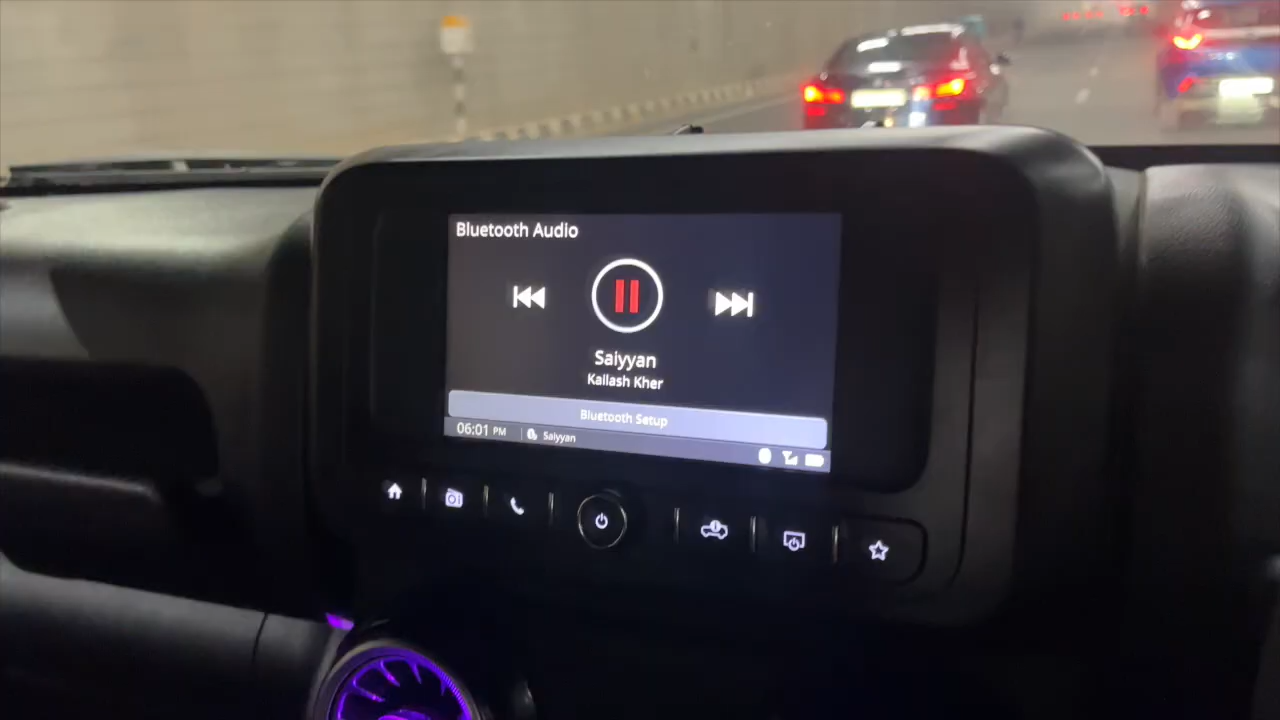 Bluetooth Audio
Saiyyan
Kailash Kher
Bluetooth Setup
06:01 PM
Saiyyan